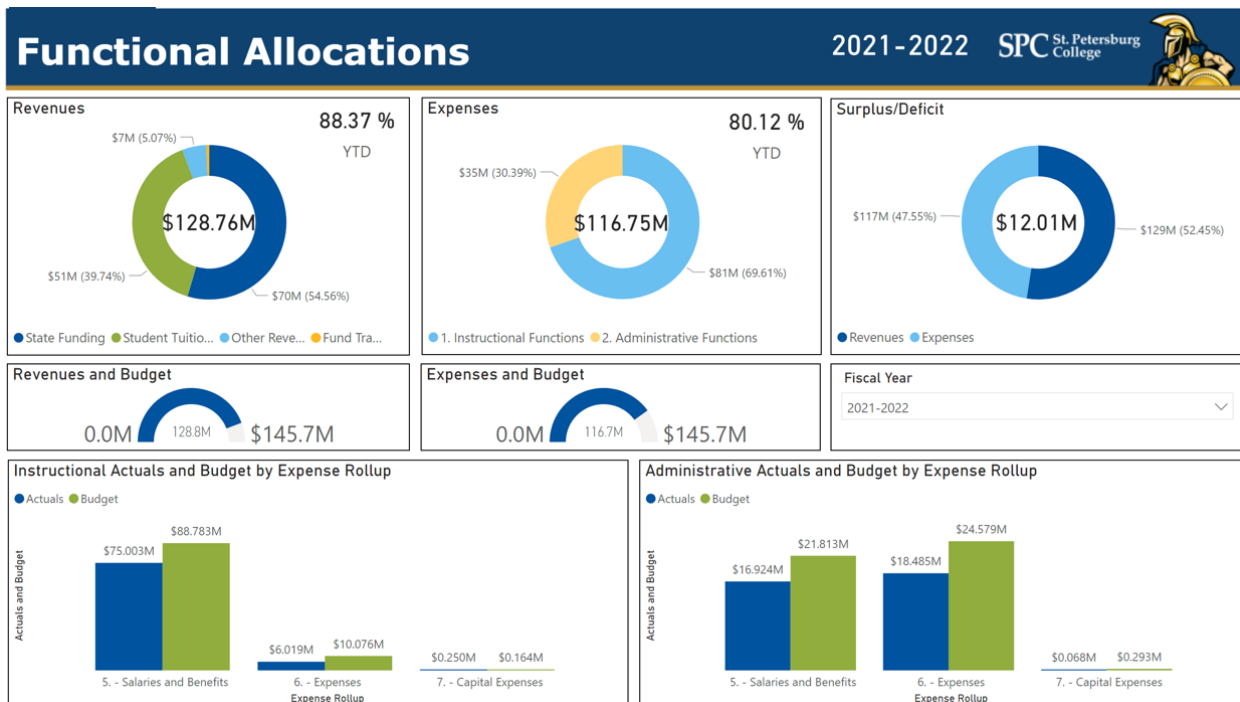 Functional Allocations
2021-2022
SPC St. Petersburg College
Revenues
88.37 %
YTD
$7M (5.07%)
$128.76M
$51M (39.74%)
$70M (54.56%)
State Funding Student Tuitio... Other Reve... Fund Tra...
Expenses
80.12 %
YTD
$35M (30.39%)
$116.75M
$81M (69.61%)
1. Instructional Functions 2. Administrative Functions
Surplus/Deficit
$117M (47.55%)
$12.01M
$129M (52.45%)
Revenues Expenses
Revenues and Budget
0.0M 128.8M $145.7M
Expenses and Budget
0.0M 116.7M $145.7M
Fiscal Year
2021-2022
Instructional Actuals and Budget by Expense Rollup
Actuals Budget
Actuals and Budget
$75.003M
$88.783M
$6.019M
$10.076M
$0.250M
$0.164M
5. - Salaries and Benefits
6. - Expenses
7. - Capital Expenses
Expense Rollup
Administrative Actuals and Budget by Expense Rollup
Actuals Budget
Actuals and Budget
$16.924M
$21.813M
$18.485M
$24.579M
$0.068M
$0.293M
5. - Salaries and Benefits
6. - Expenses
7. - Capital Expenses
Expense Rollup